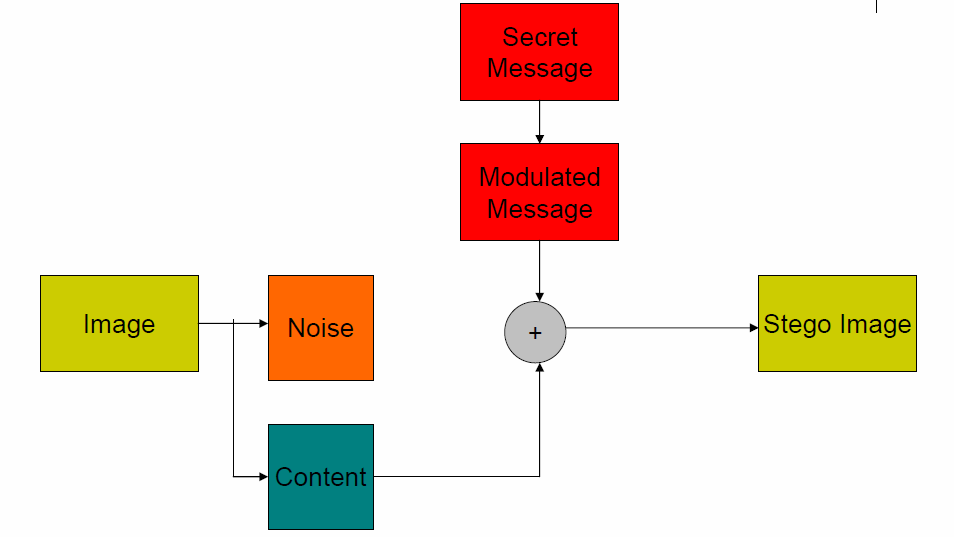 Secret
Message
Modulated
Message
Image
Noise
+
Stego Image
Content